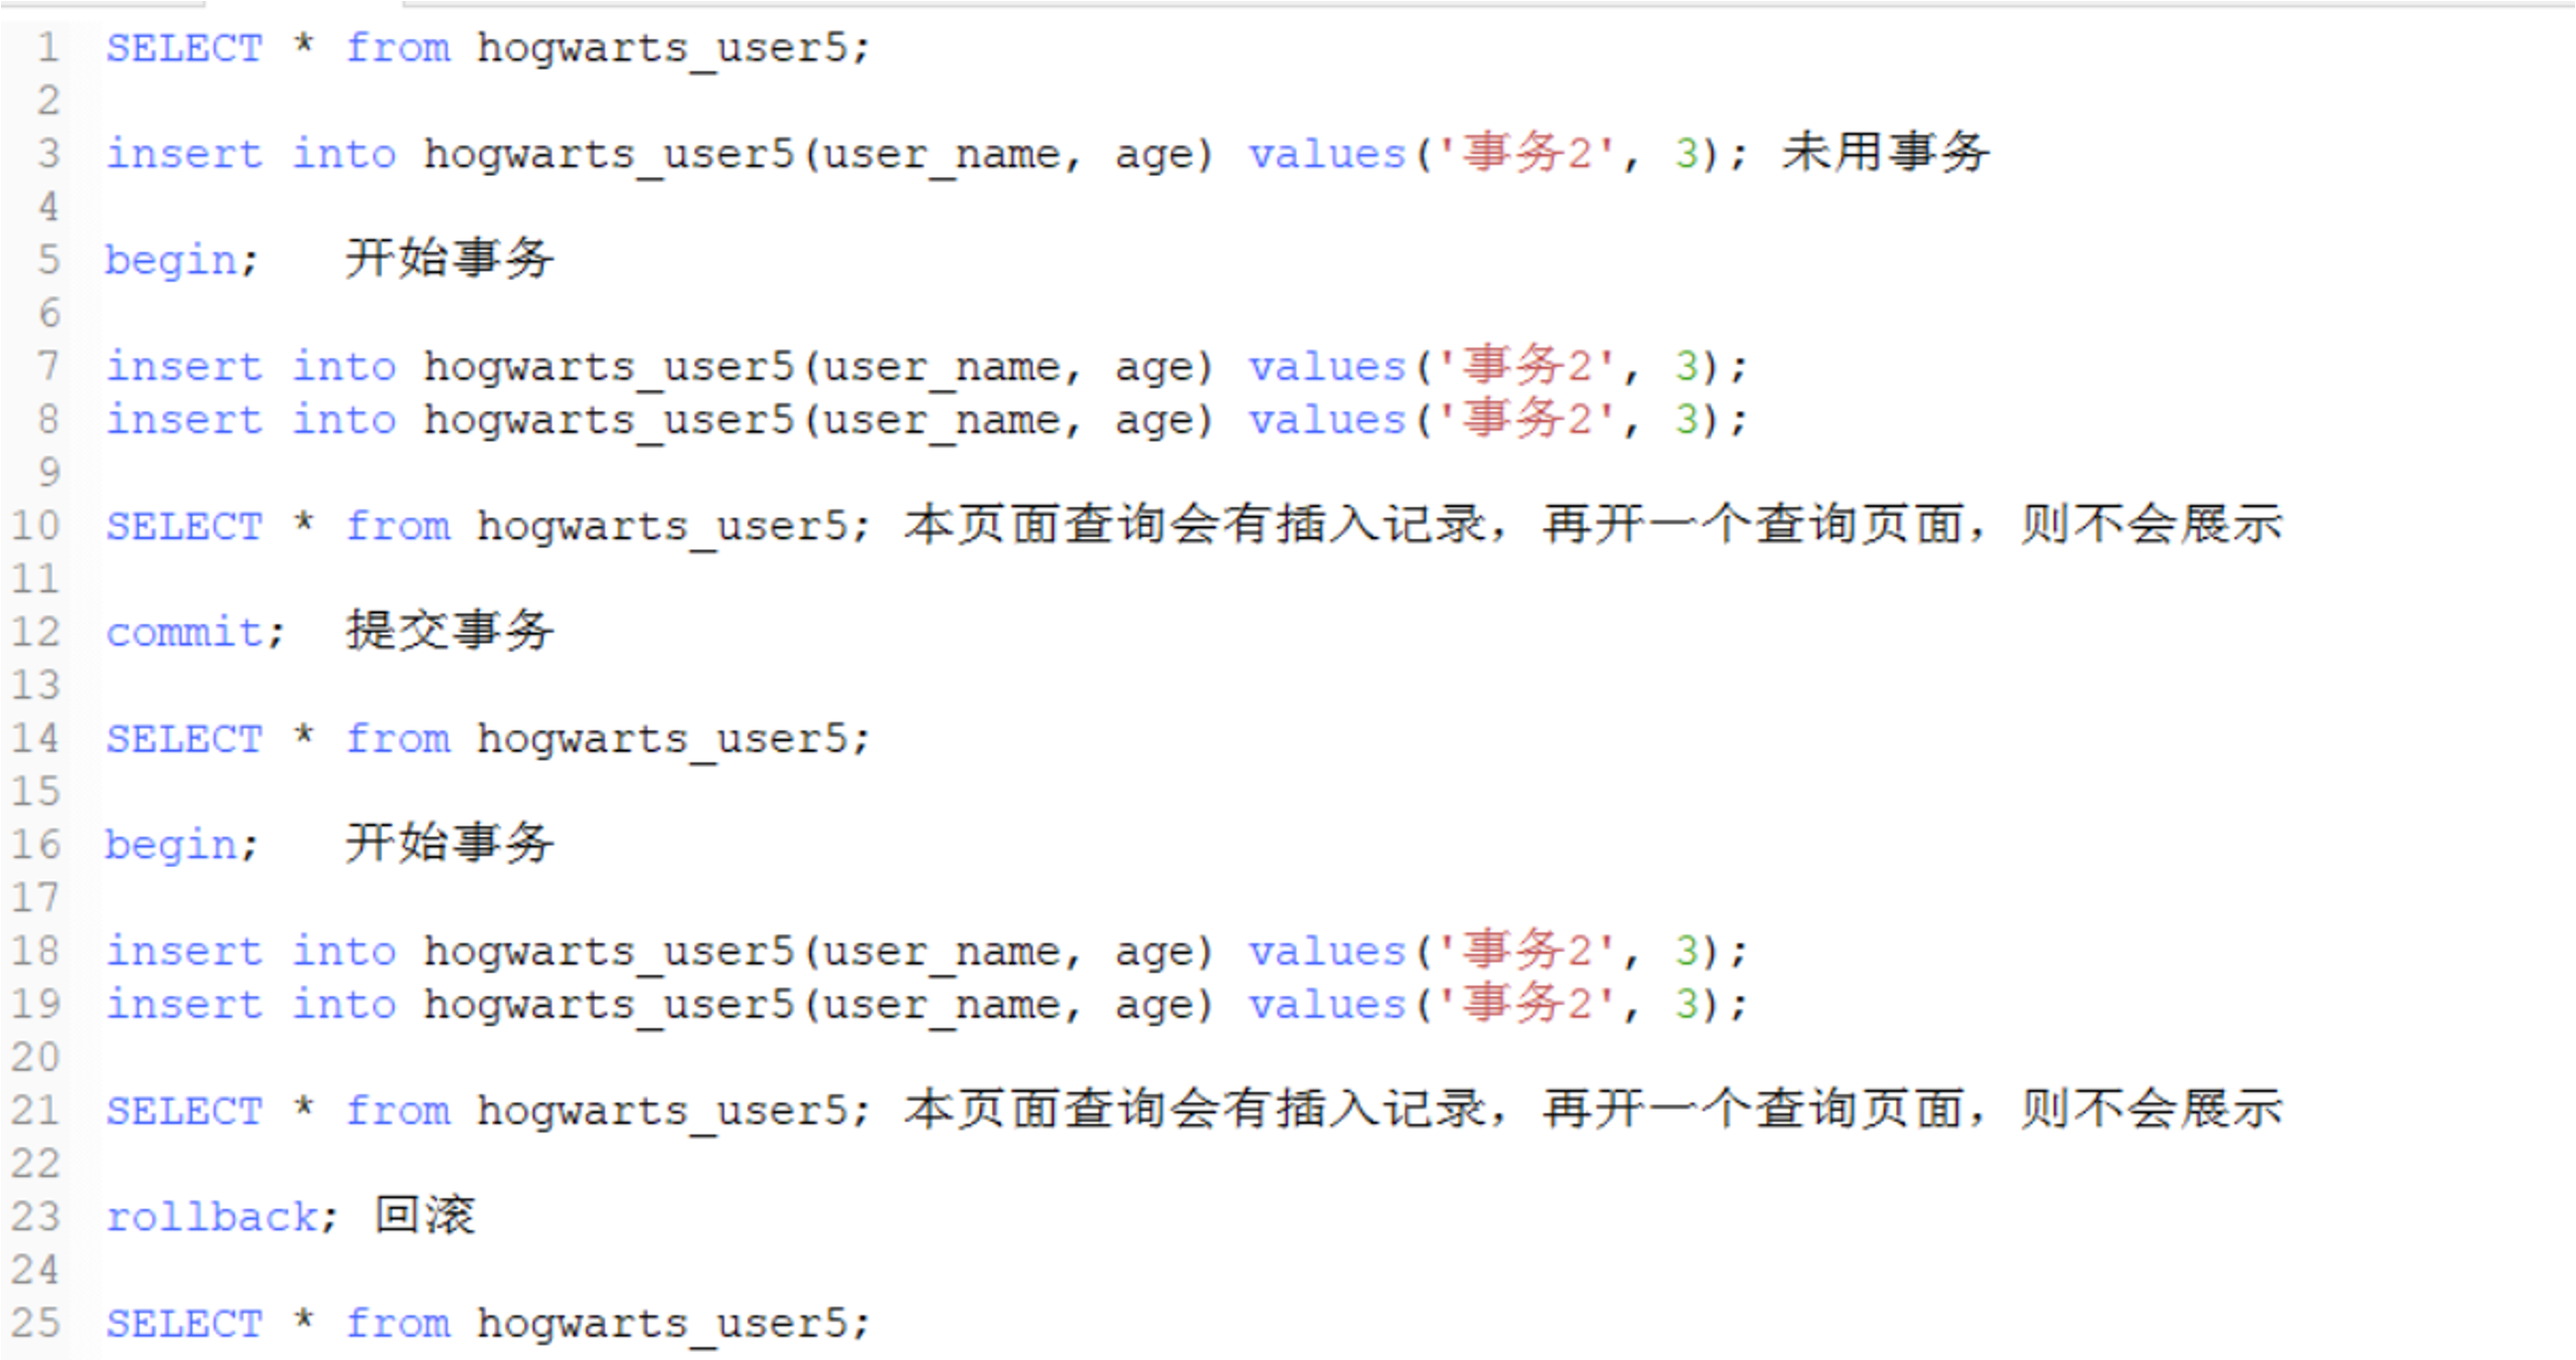 1 SELECT * from hogwarts_user5;
2
3 insert into hogwarts_user5(user_name, age) values('事务2', 3); 未用事务
4
5 begin; 开始事务
6
7 insert into hogwarts_user5(user_name, age) values('事务2', 3);
8 insert into hogwarts_user5(user_name, age) values('事务2', 3);
9
10 SELECT * from hogwarts_user5; 本页面查询会有插入记录，再开一个查询页面，则不会展示
11
12 commit; 提交事务
13
14 SELECT * from hogwarts_user5;
15
16 begin; 开始事务
17
18 insert into hogwarts_user5(user_name, age) values('事务2', 3);
19 insert into hogwarts_user5(user_name, age) values('事务2', 3);
20
21 SELECT * from hogwarts_user5; 本页面查询会有插入记录，再开一个查询页面，则不会展示
22
23 rollback; 回滚
24
25 SELECT * from hogwarts_user5;